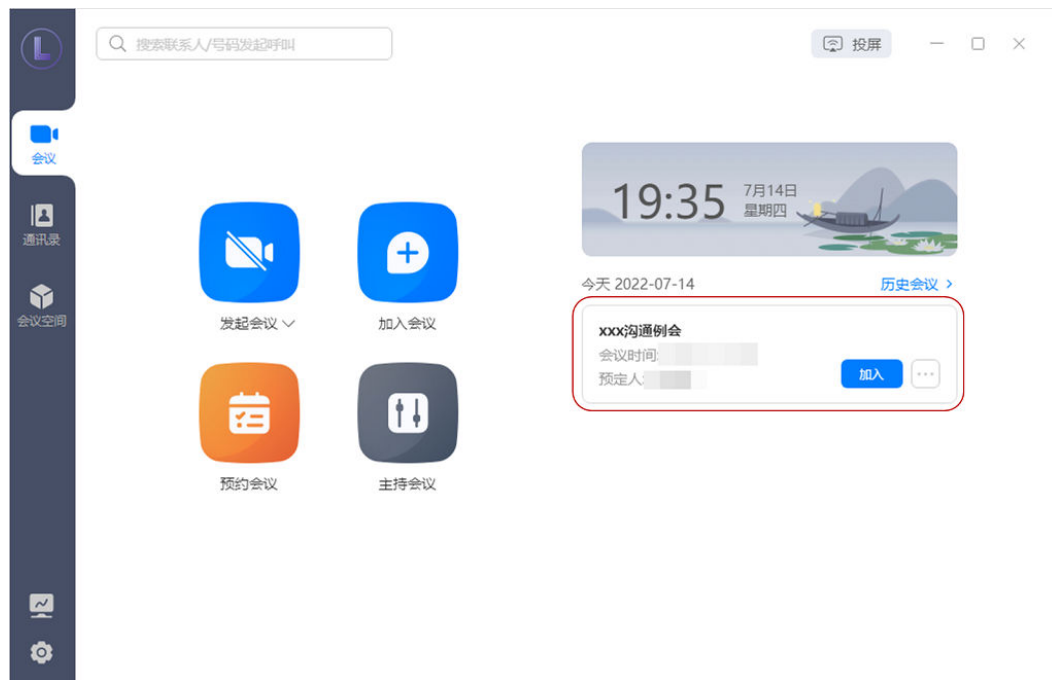 L
搜索联系人/号码发起呼叫
投屏
会议
通讯录
会议空间
发起会议
加入会议
预约会议
主持会议
19:35
7月14日
星期四
今天 2022-07-14
历史会议
xxx沟通例会
会议时间:
预定人:
加入